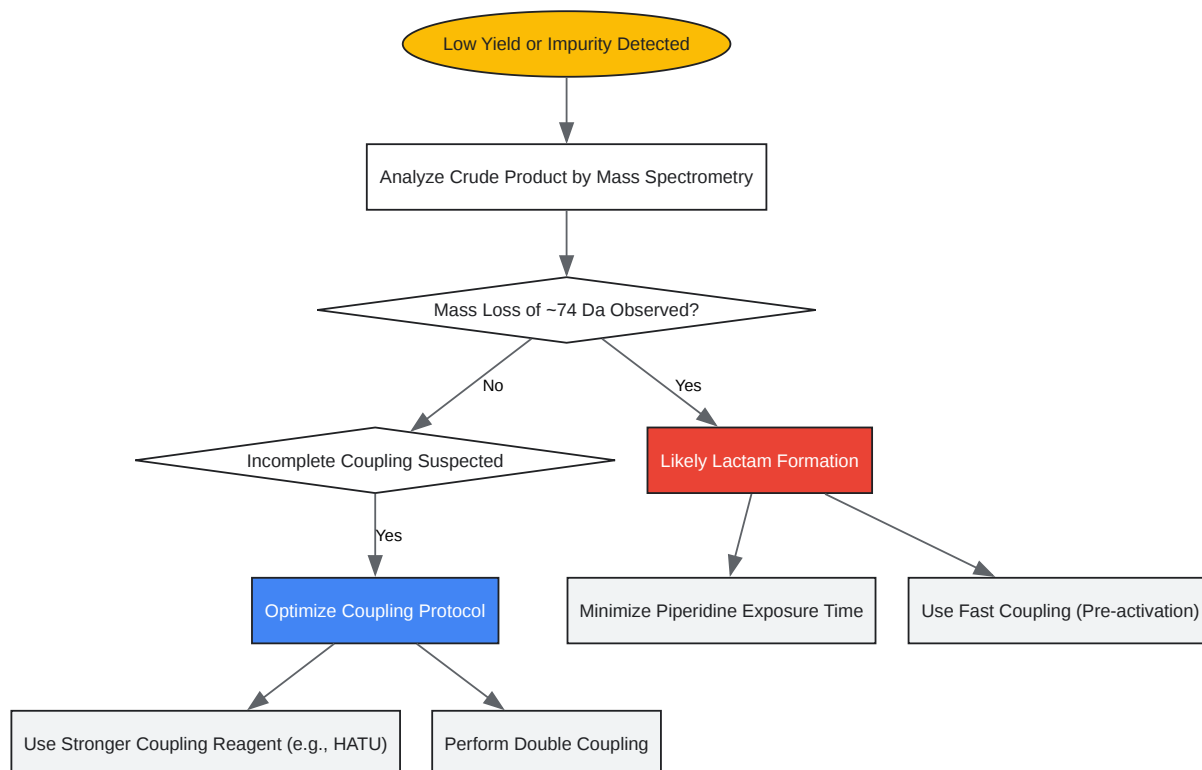 Low Yield or Impurity Detected
Analyze Crude Product by Mass Spectrometry
Mass Loss of ~74 Da Observed?
No
Yes
Incomplete Coupling Suspected
Likely Lactam Formation
Yes
Optimize Coupling Protocol
Minimize Piperidine Exposure Time
Use Fast Coupling (Pre-activation)
Use Stronger Coupling Reagent (e.g., HATU)
Perform Double Coupling